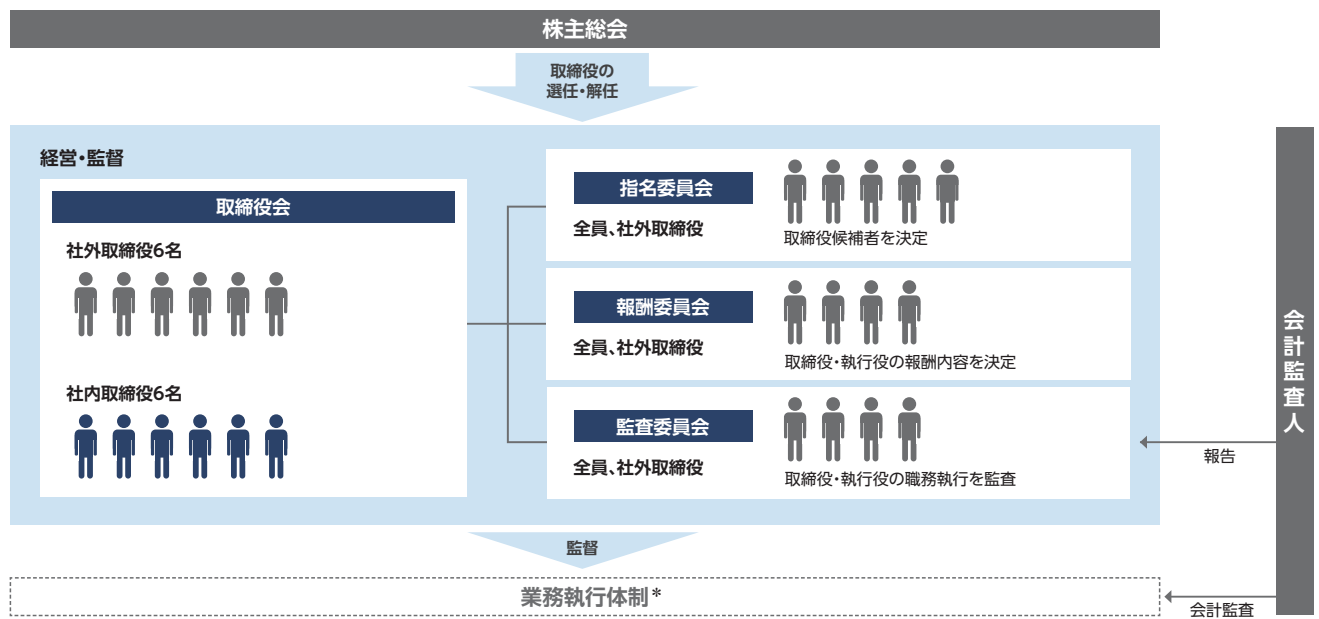 株主総会
取締役の
選任・解任
経営・監督
取締役会
社外取締役6名
社内取締役6名
指名委員会
全員、社外取締役
取締役候補者を決定
報酬委員会
全員、社外取締役
取締役・執行役の報酬内容を決定
監査委員会
全員、社外取締役
取締役・執行役の職務執行を監査
会計監査人
報告
監督
業務執行体制*
会計監査